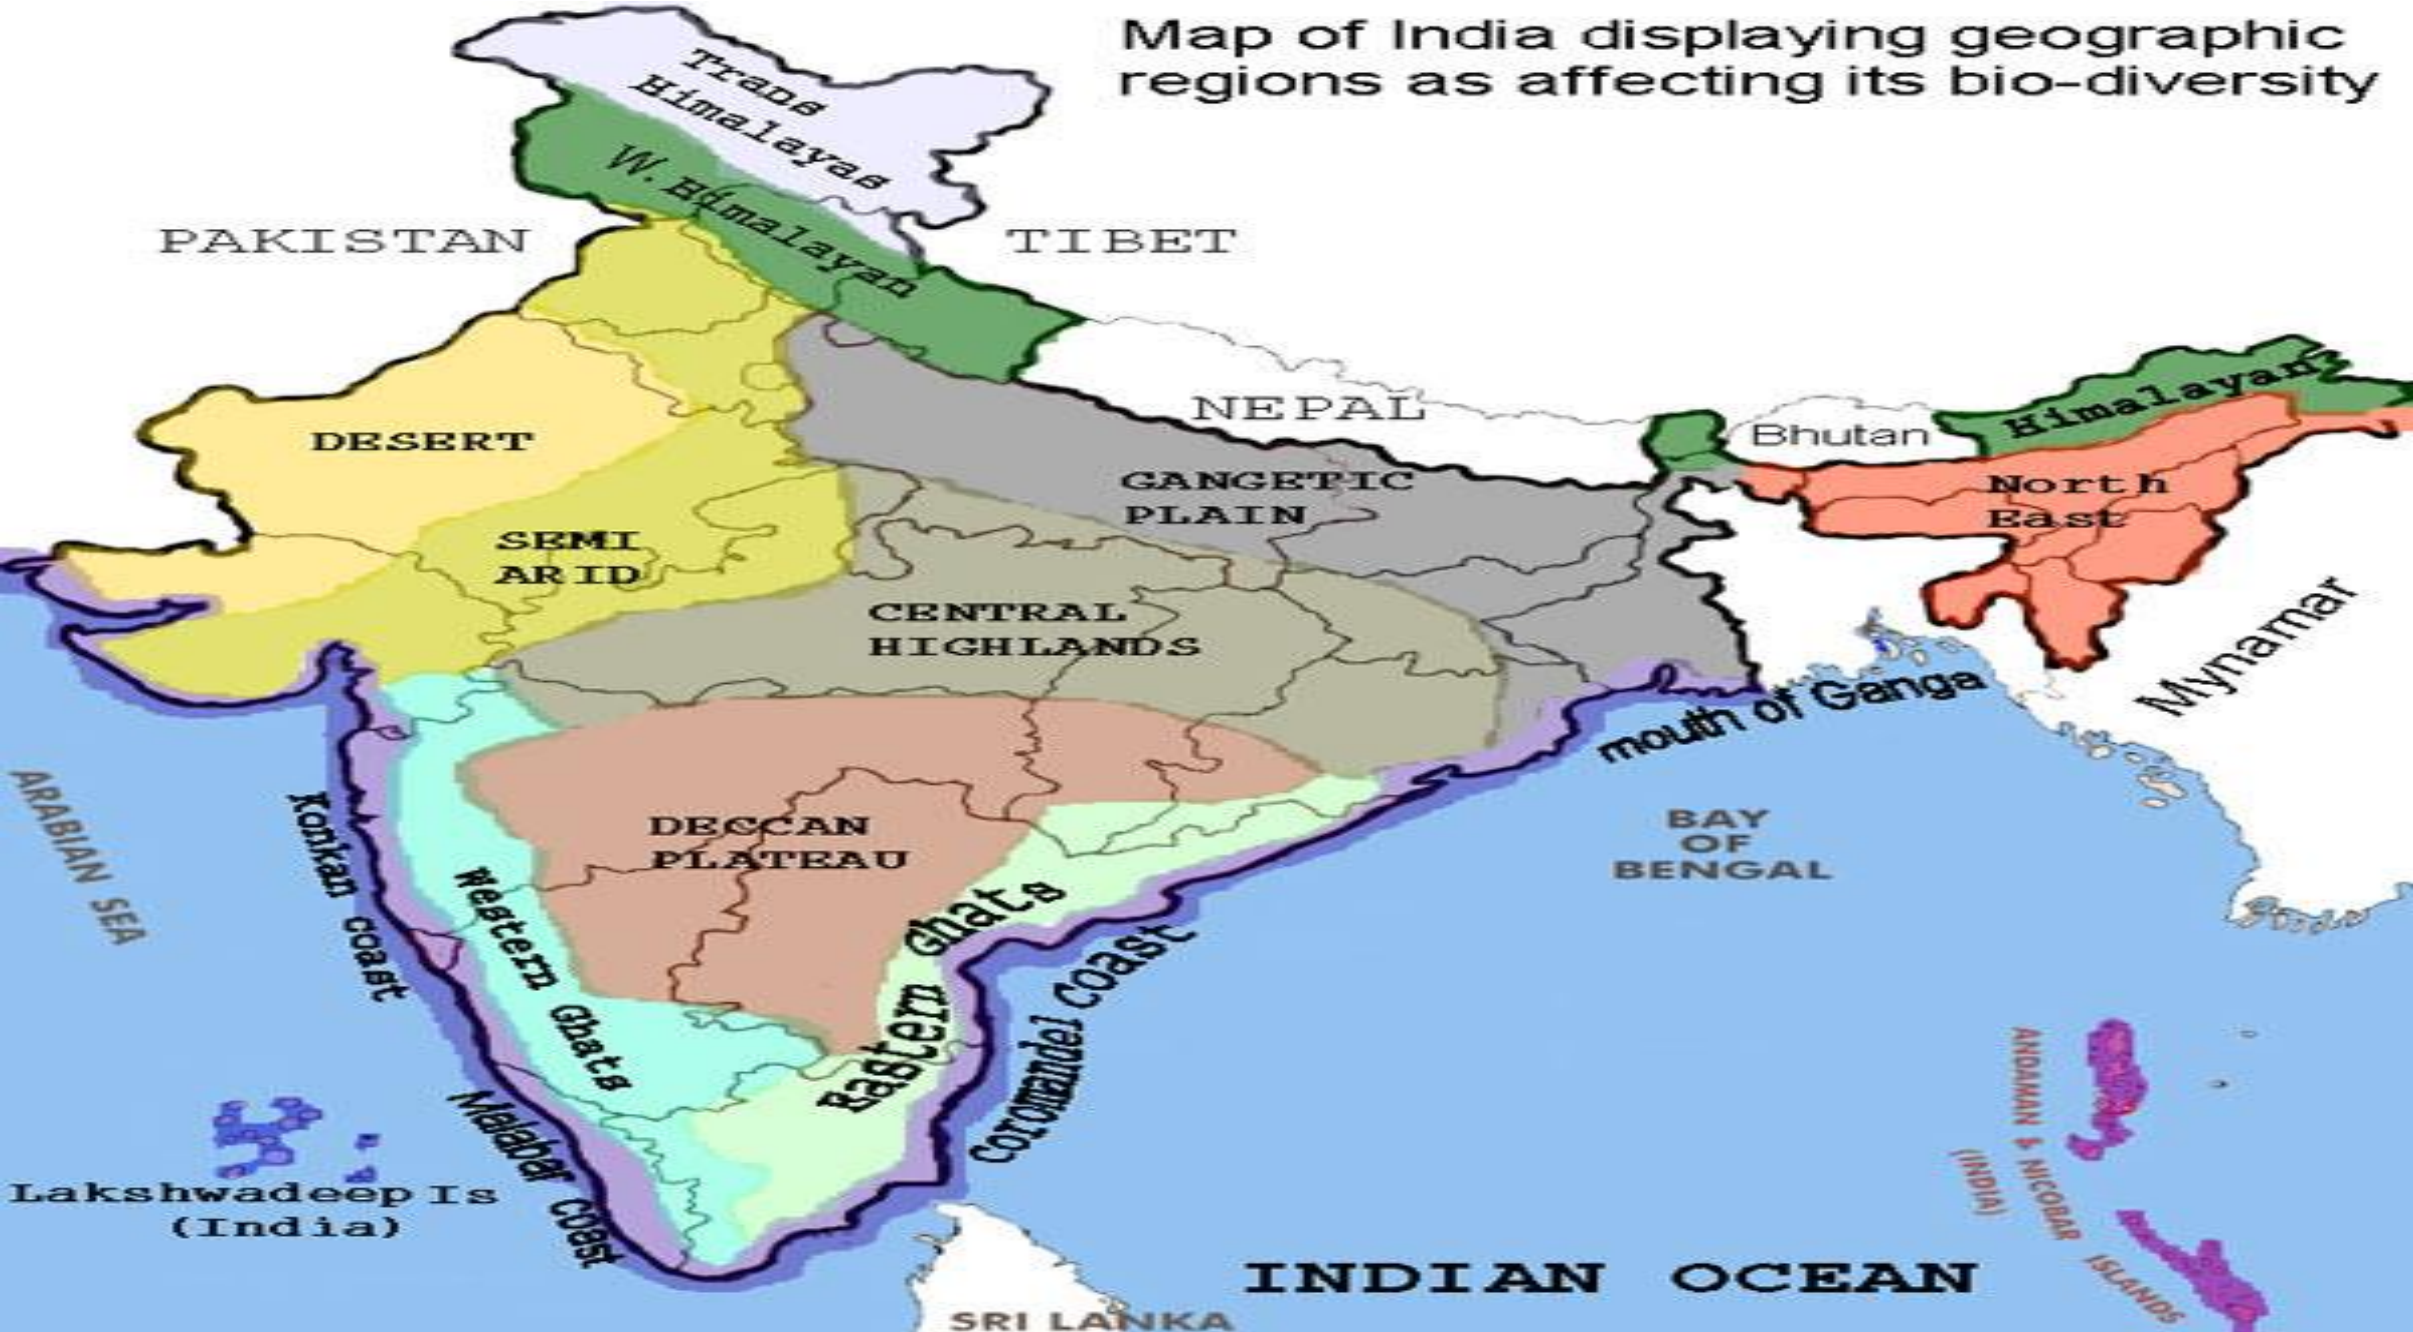 Map of India displaying geographic
regions as affecting its bio-diversity
Trans
Himalayas
W. Himalayan
PAKISTAN
TIBET
NEPAL
Bhutan
Himalayan
DESERT
GANGETIC
PLAIN
North
East
SEMI
ARID
CENTRAL
HIGHLANDS
Mynamar
mouth of Ganga
ARABIAN SEA
Konkan coast
DECCAN
PLATEAU
BAY
OF
BENGAL
Western Ghats
Eastern Ghats
Coromandel Coast
Malabar coast
Lakshwadeep Is
(India)
ANDAMAN & NICOBAR ISLANDS
(INDIA)
INDIAN OCEAN
SRI LANKA